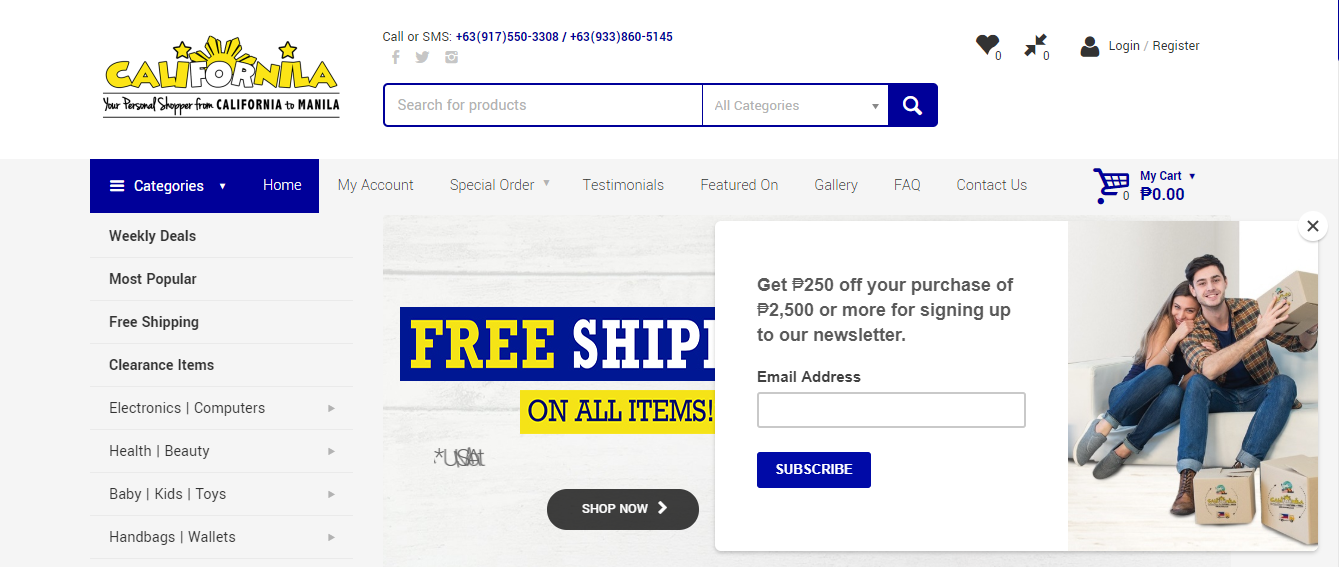 CALIFORNILA
Your Personal Shopper from CALIFORNIA to MANILA
Call or SMS: +63(917)550-3308 / +63(933)860-5145
Search for products
All Categories
0
0
Login / Register
Categories
Home
My Account
Special Order
Testimonials
Featured On
Gallery
FAQ
Contact Us
0
My Cart
₱0.00
Weekly Deals
Most Popular
Free Shipping
Clearance Items
Electronics | Computers
Health | Beauty
Baby | Kids | Toys
Handbags | Wallets
FREE SHIP
ON ALL ITEMS!
SHOP NOW
Get ₱250 off your purchase of
₱2,500 or more for signing up
to our newsletter.
Email Address
SUBSCRIBE
CALIFORNILA
CALIFORNILA